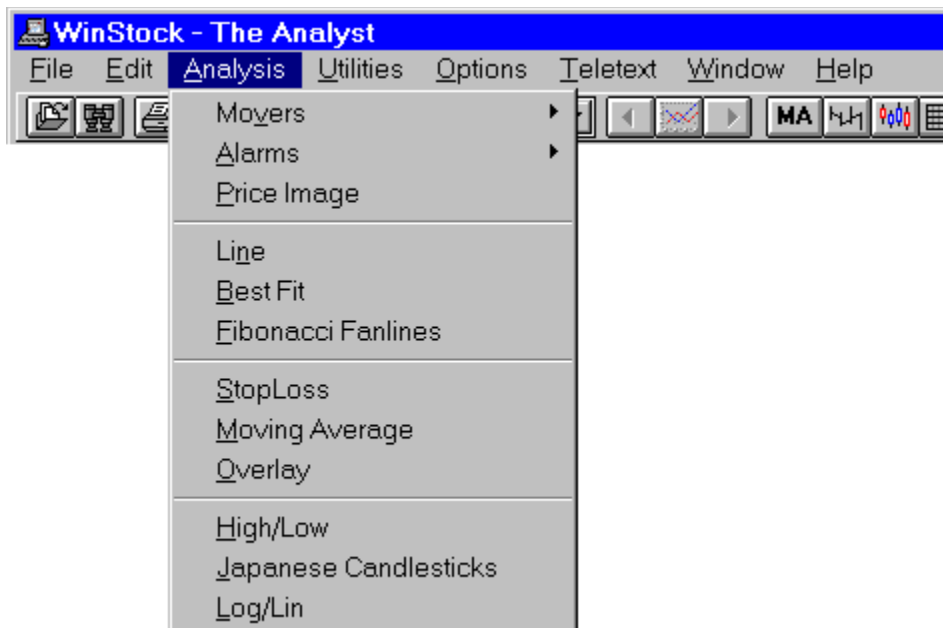 WinStock - The Analyst
File Edit Analysis Utilities Options Teletext Window Help
MA
Movers
Alarms
Price Image
Line
Best Fit
Fibonacci Fanlines
StopLoss
Moving Average
Overlay
High/Low
Japanese Candlesticks
Log/Lin